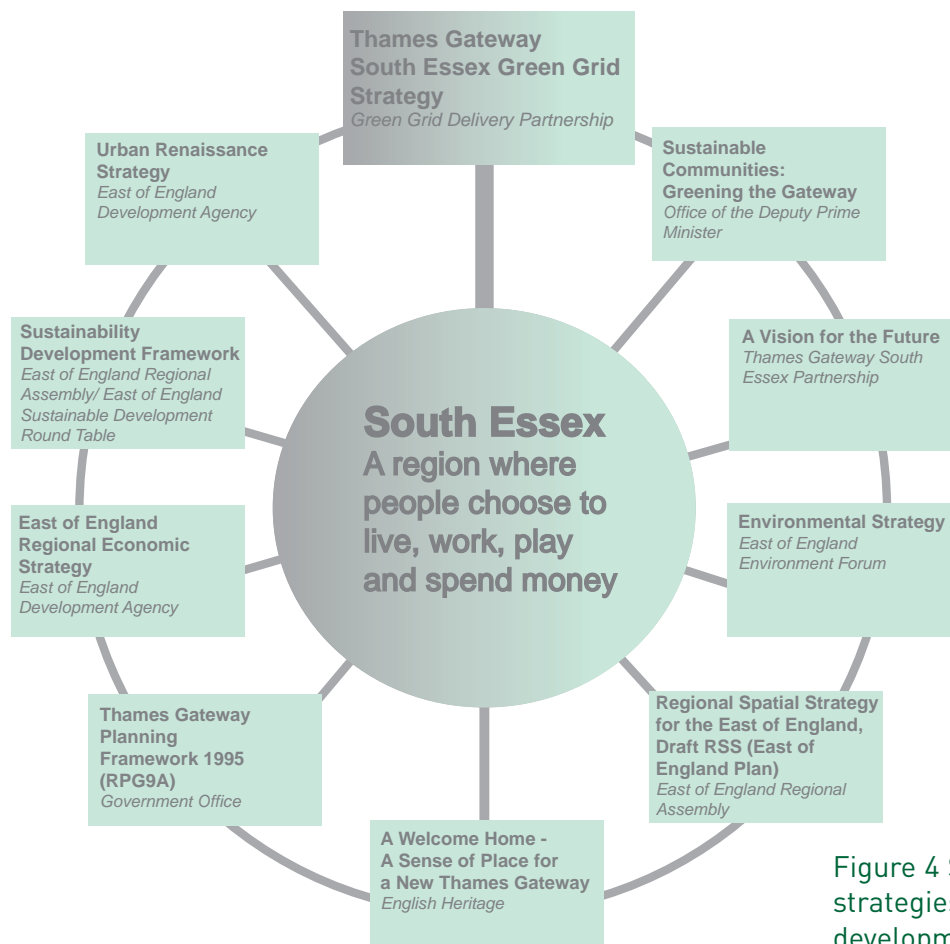 Thames Gateway
South Essex Green Grid
Strategy
Green Grid Delivery Partnership
Urban Renaissance
Strategy
East of England
Development Agency
Sustainable
Communities:
Greening the Gateway
Office of the Deputy Prime
Minister
Sustainability
Development Framework
East of England Regional
Assembly/ East of England
Sustainable Development
Round Table
A Vision for the Future
Thames Gateway South
Essex Partnership
South Essex
A region where
people choose to
live, work, play
and spend money
East of England
Regional Economic
Strategy
East of England
Development Agency
Environmental Strategy
East of England
Environment Forum
Thames Gateway
Planning
Framework 1995
(RPG9A)
Government Office
Regional Spatial Strategy
for the East of England,
Draft RSS (East of
England Plan)
East of England Regional
Assembly
A Welcome Home -
A Sense of Place for
a New Thames Gateway
English Heritage
Figure 4
strategies
developm